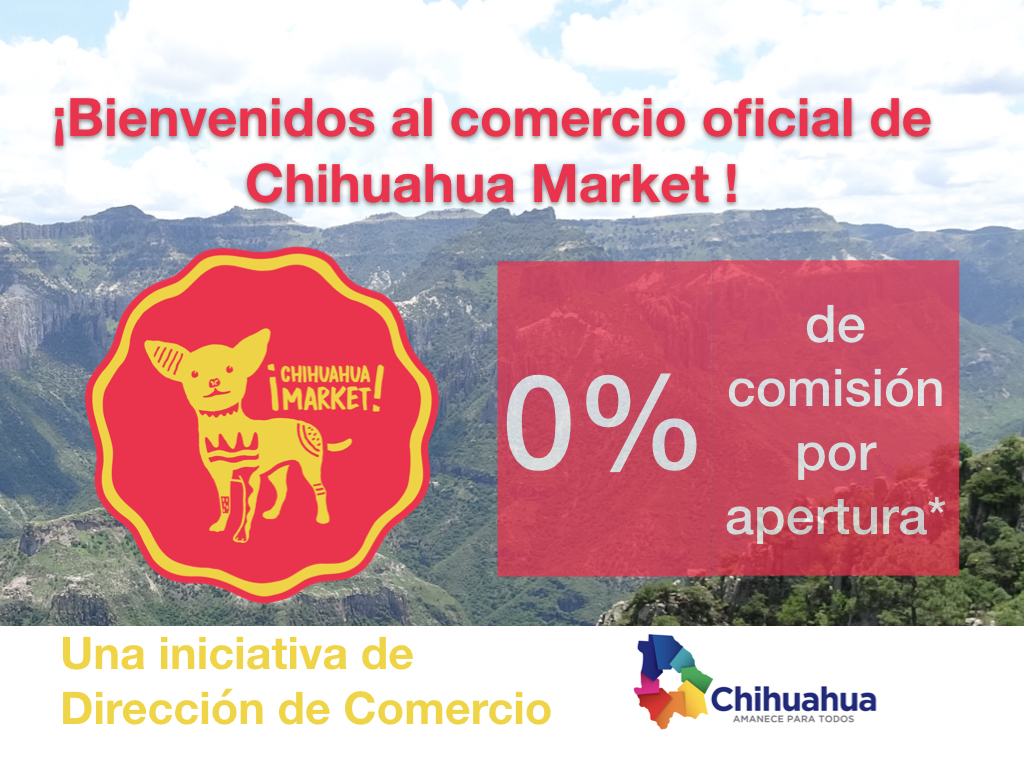 ¡Bienvenidos al comercio oficial de
Chihuahua Market !
¡CHIHUAHUA
MARKET!
0%
de
comisión
por
apertura*
Una iniciativa de
Dirección de Comercio
Chihuahua
AMANECE PARA TODOS